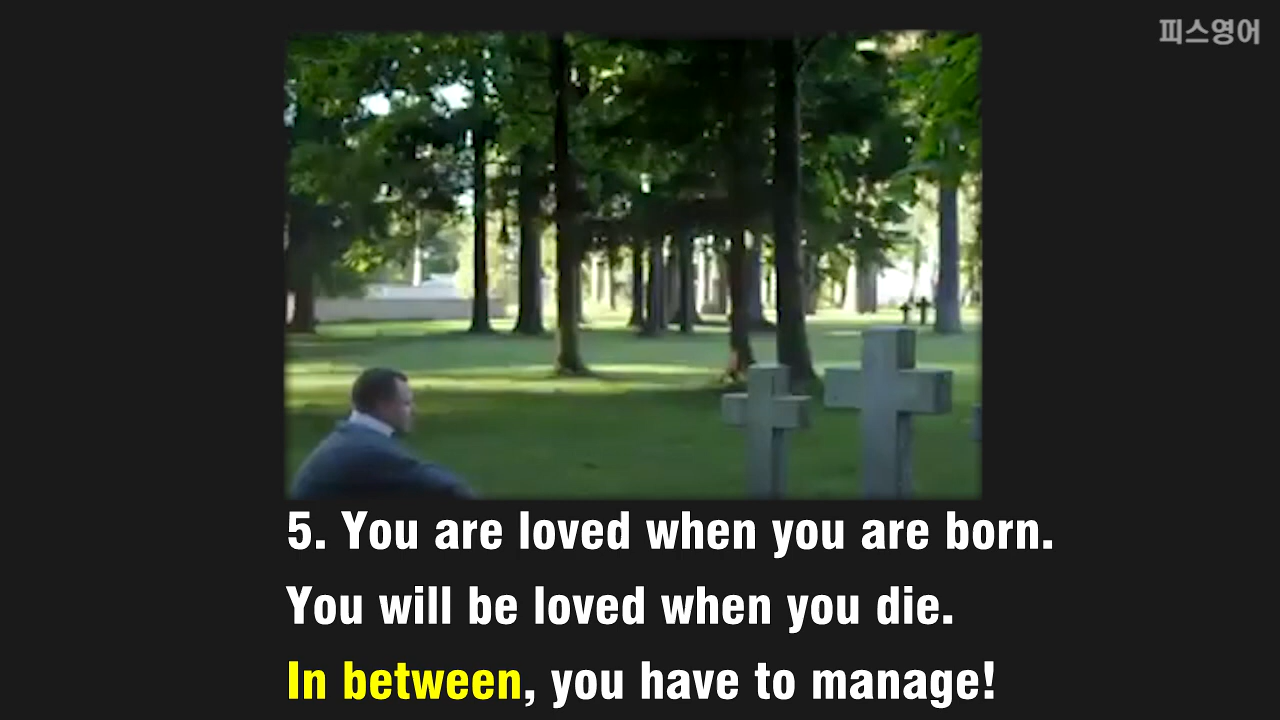 피스영어
5. You are loved when you are born.
You will be loved when you die.
In between, you have to manage!